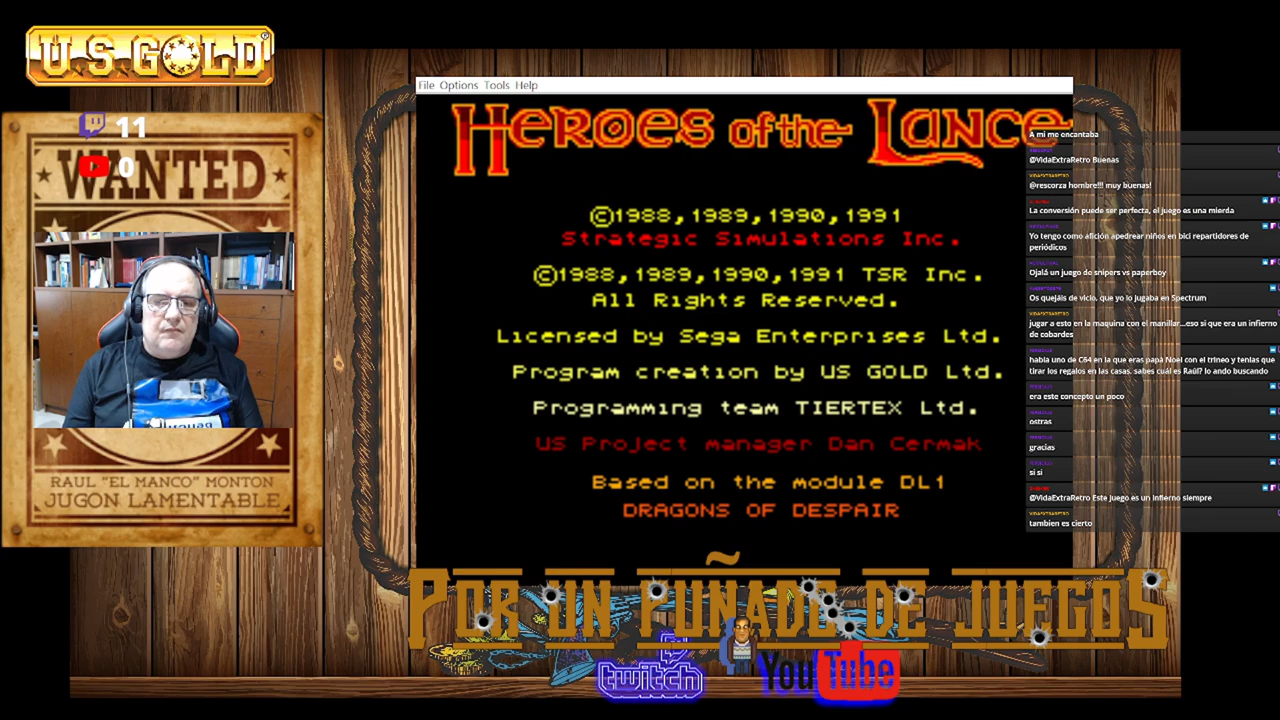 U.S. GOLD
11
WANTED
0
RAUL "EL MANCO" MONTON
JUGON LAMENTABLE
File Options Tools Help
HEROES of the LANCE
©1988,1989,1990,1991
Strategic Simulations Inc.
©1988,1989,1990,1991 TSR Inc.
All Rights Reserved.
Licensed by Sega Enterprises Ltd.
Program creation by US GOLD Ltd.
Programming team TIERTEX Ltd.
US Project manager Dan Cermak
Based on the module DL1
DRAGONS OF DESPAIR
POR UN PUÑADO DE JUEGOS
twitch
YouTube
A mi me encantaba
@VidaExtraRetro Buenas
VIDAEXTRARETRO
@rescorza hombre!!! muy buenas!
La conversión puede ser perfecta, el juego es una mierda
Yo tengo como afición apedrear niños en bici repartidores de
periódicos
Ojalá un juego de snipers vs paperboy
Os quejáis de vicio, que yo lo jugaba en Spectrum
VIDAEXTRARETRO
jugar a esto en la maquina con el manillar...eso si que era un infierno
de cobardes
habia uno de C64 en la que eras papá Noel con el trineo y tenias que
tirar los regalos en las casas. sabes cuál es Raúl? lo ando buscando
era este concepto un poco
ostras
gracias
si si
@VidaExtraRetro Este juego es un infierno siempre
VIDAEXTRARETRO
tambien es cierto